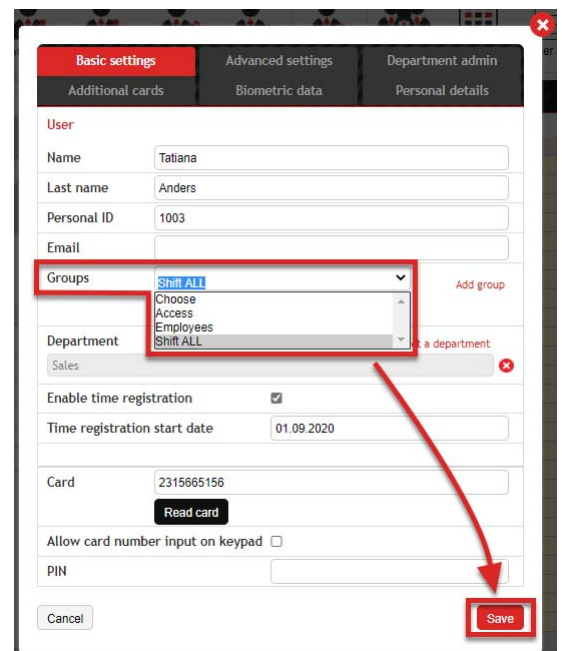 Basic settings Advanced settings Department admin
Additional cards Biometric data Personal details
User
Name Tatiana
Last name Anders
Personal ID 1003
Email
Groups Shift ALL Add group
Choose
Access
Employees
Shift ALL
Department a department
Sales
Enable time registration
Time registration start date 01.09.2020
Card 2315665156
Read card
Allow card number input on keypad
PIN
Cancel Save